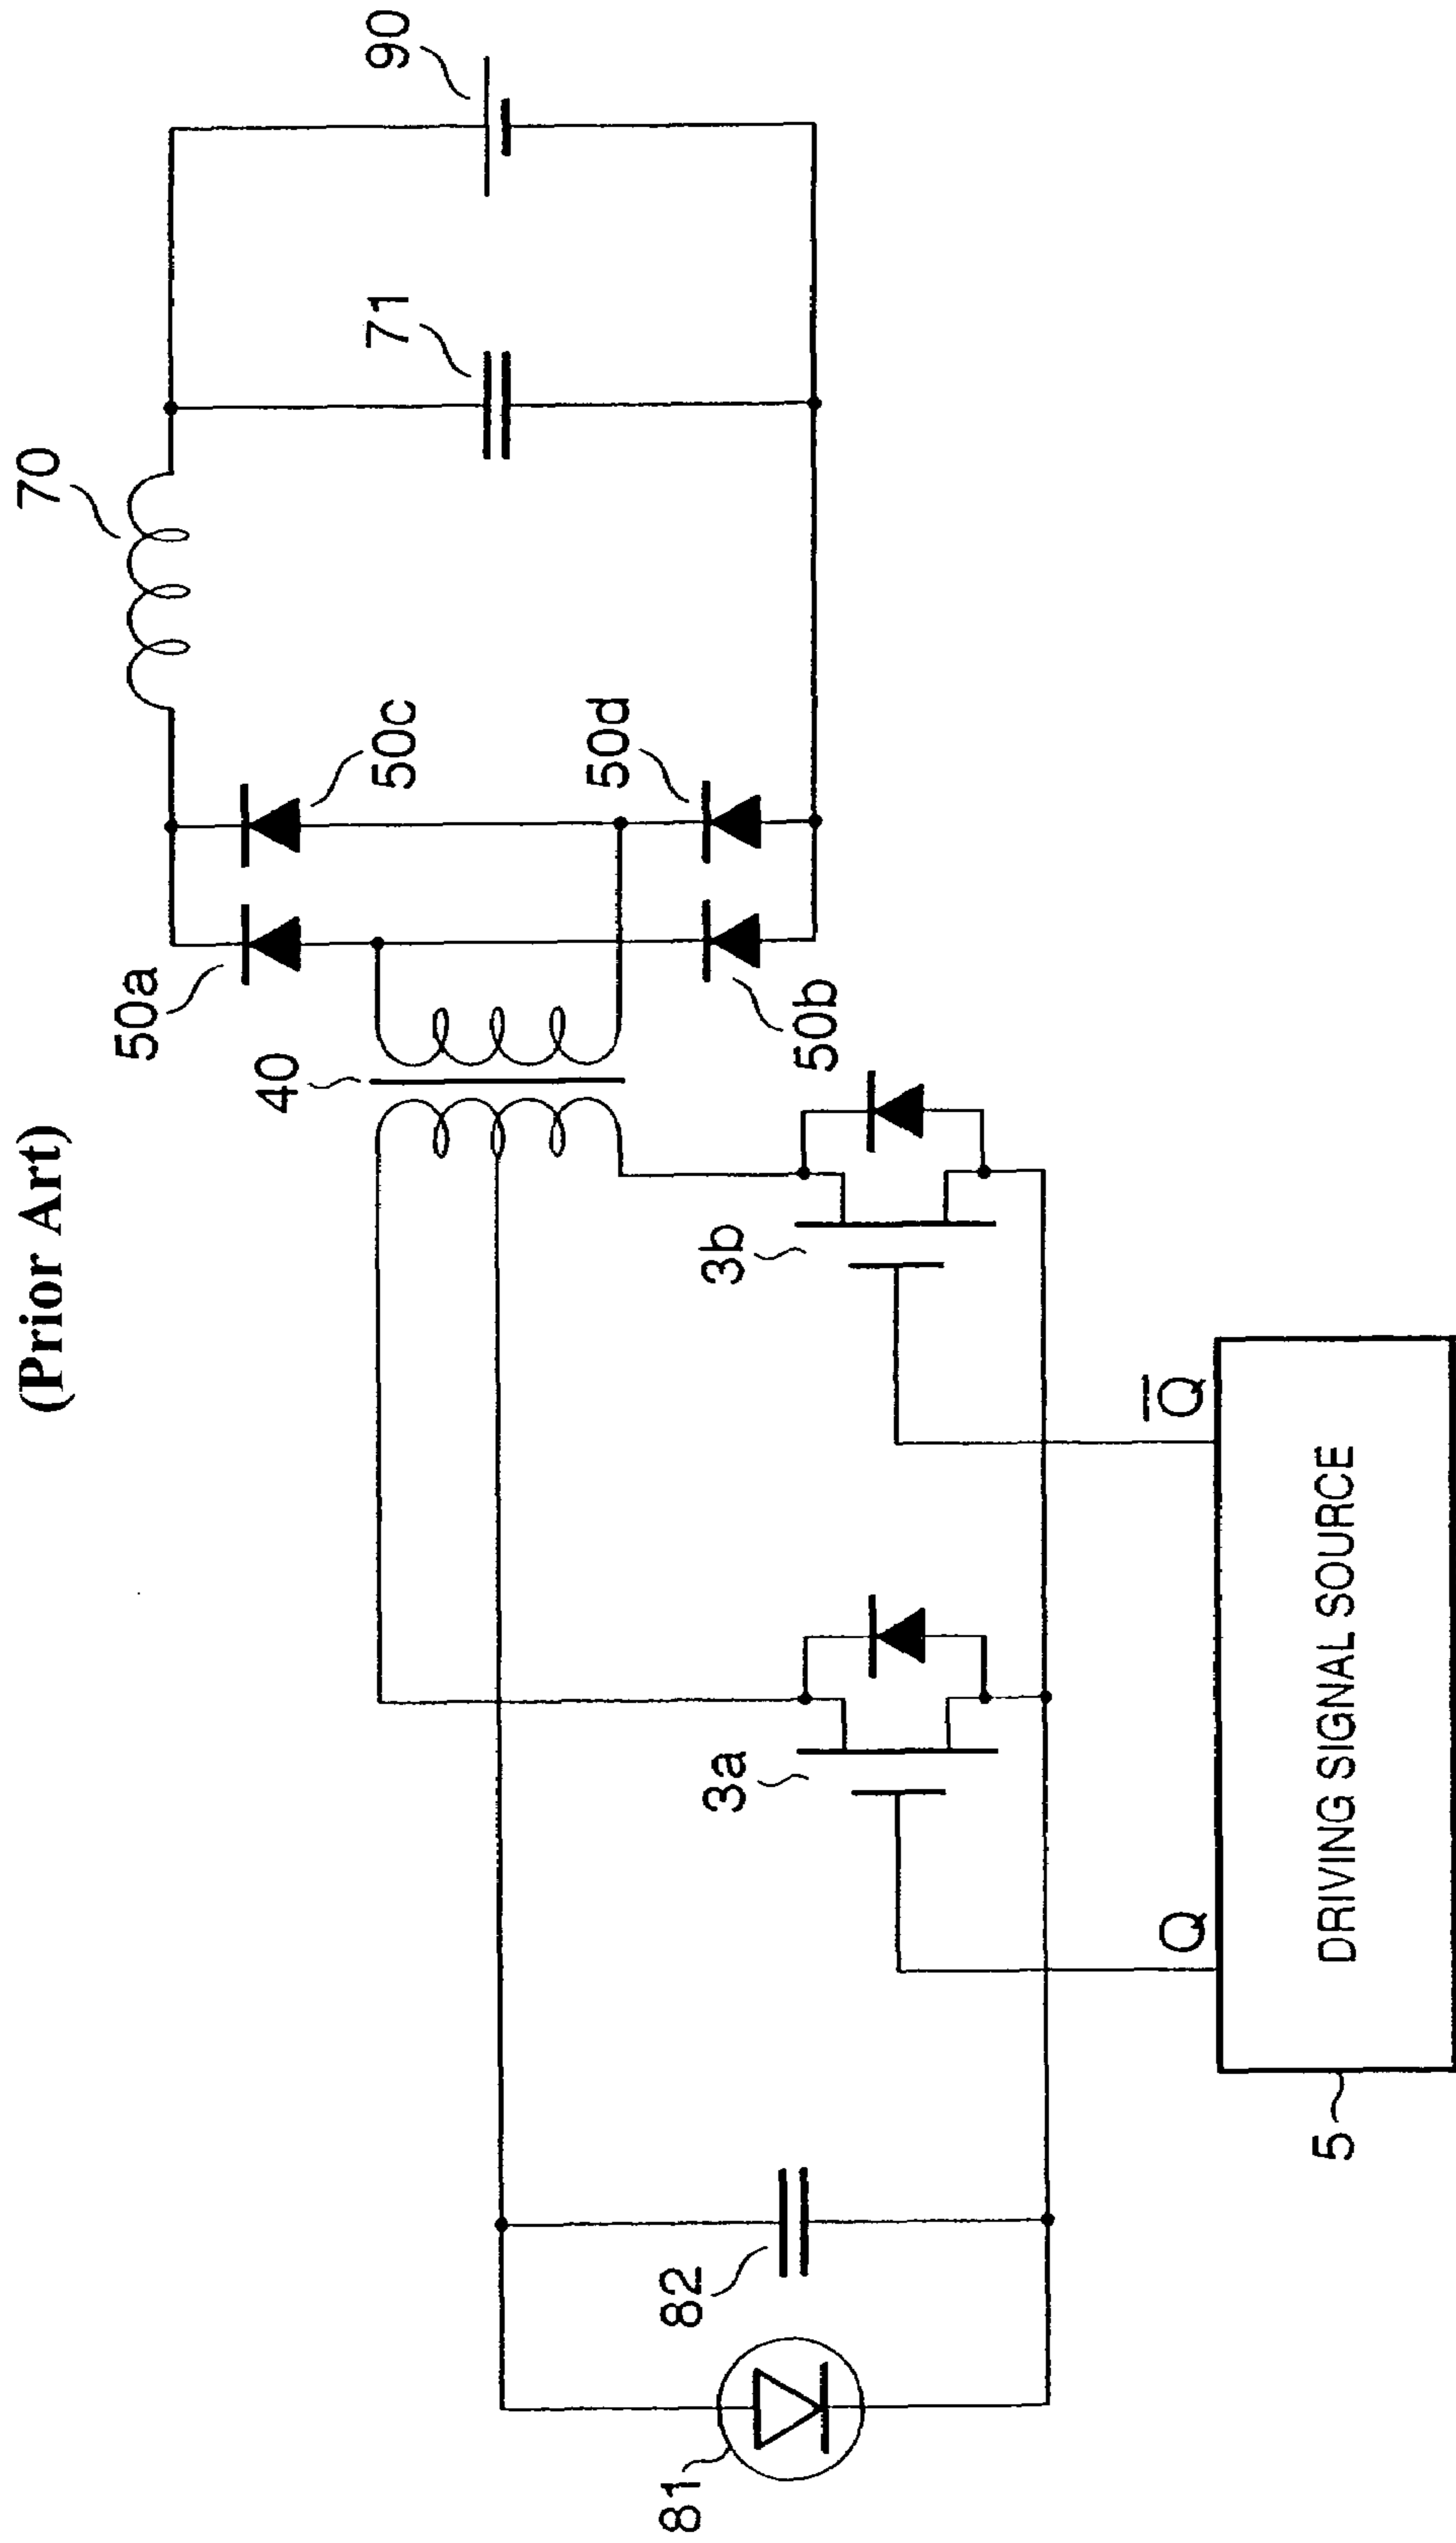 (Prior Art)
70
71
90
50a
50c
40
50d
50b
3a
3b
81
82
Q
Q̅
5
DRIVING SIGNAL SOURCE